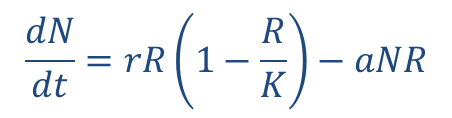 dN/dt = rR(1 − R/K) − aNR